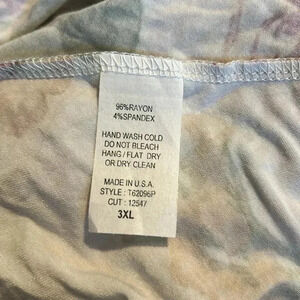 96%RAYON
4%SPANDEX
HAND WASH COLD
DO NOT BLEACH
HANG / FLAT DRY
OR DRY CLEAN
MADE IN U.S.A.
STYLE : T62096P
CUT : 12547
3XL